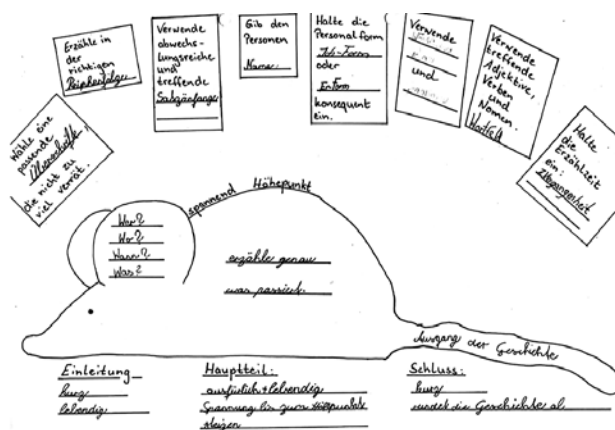 Wähle eine
passende
Überschrift,
die nicht zu
viel verrät.
Erzähle in
der
richtigen
Reihenfolge
Verwende
abwechs-
lungsreiche
und
treffende
Satzanfänge
Gib den
Personen
Namen
Halte die
Personalform
Ich-Form
oder
Er Form
konsequent
ein.
Verwende
und
Verwende
treffende
Adjektive,
Verben
und
Nomen.
Halte
die
Erzählzeit
ein:
Vergangenheit
spannend Höhepunkt
Wer?
Wo?
Wann?
Was?
erzähle genau
was passiert
Ausgang der Geschichte
Einleitung
kurz
lebendig
Hauptteil:
ausfürlich + lebendig
Spannung bis zum Höhepunkt
steigen
Schluss:
kurz
rundet die Geschichte ab